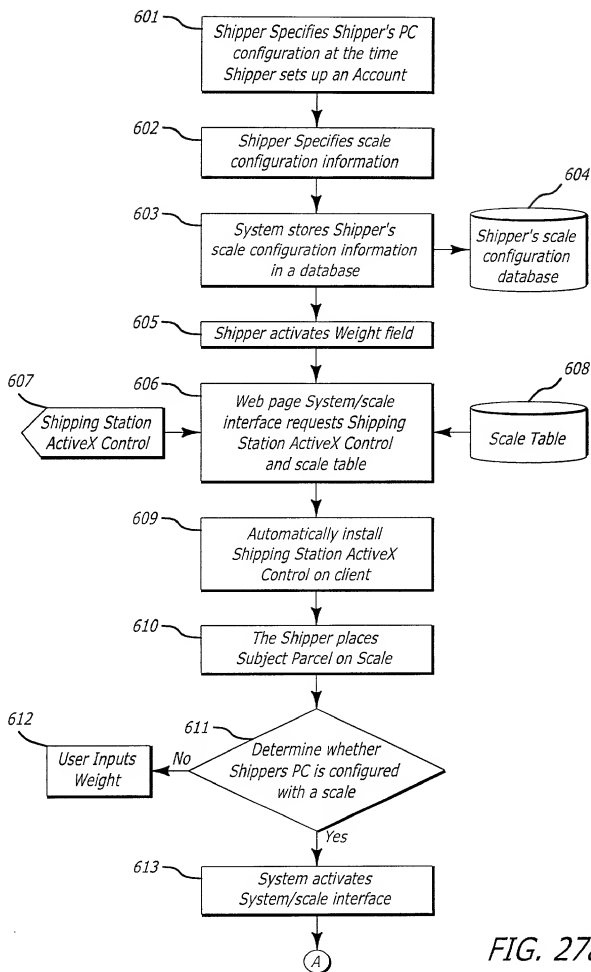 601
Shipper Specifies Shipper's PC
configuration at the time
Shipper sets up an Account
602
Shipper Specifies scale
configuration information
603
System stores Shipper's
scale configuration information
in a database
604
Shipper's scale
configuration
database
605
Shipper activates Weight field
606
Web page System/scale
interface requests Shipping
Station ActiveX Control
and scale table
607
Shipping Station
ActiveX Control
608
Scale Table
609
Automatically install
Shipping Station ActiveX
Control on client
610
The Shipper places
Subject Parcel on Scale
611
Determine whether
Shippers PC is configured
with a scale
No
612
User Inputs
Weight
Yes
613
System activates
System/scale interface
A
FIG. 27a